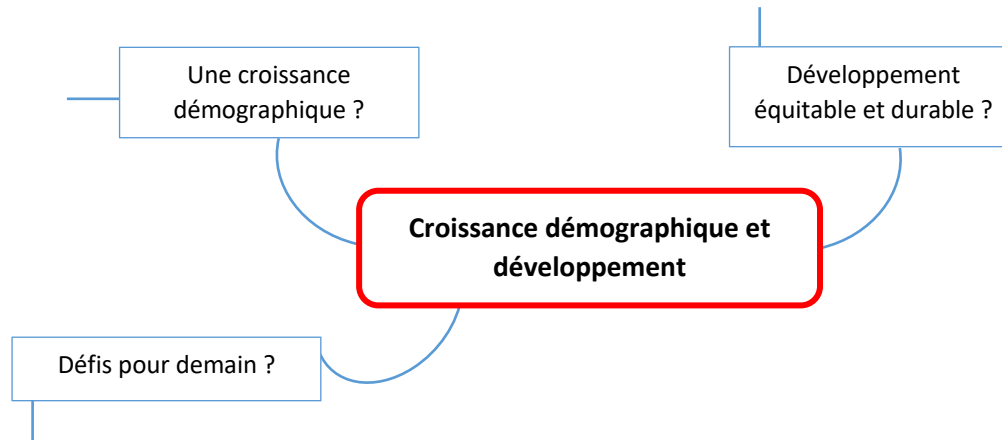 Une croissance
démographique ?
Développement
équitable et durable ?
Croissance démographique et
développement
Défis pour demain ?